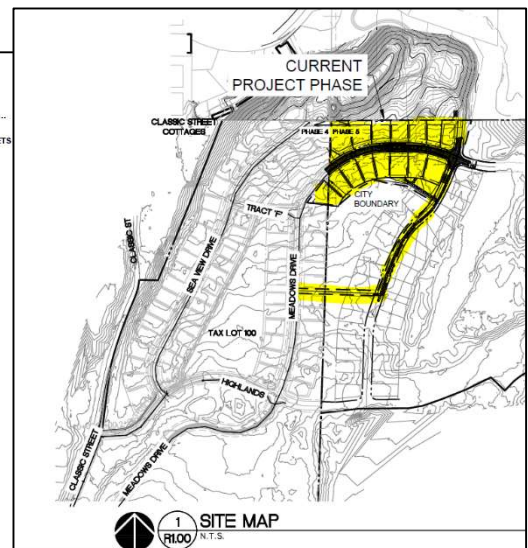 CURRENT
PROJECT PHASE
CLASSIC STREET
COTTAGES
PHASE 4 PHASE 5
CITY
BOUNDARY
TRACT 'F'
CLASSIC ST
SEA VIEW DRIVE
MEADOWS DRIVE
TAX LOT 100
HIGHLANDS
CLASSIC STREET
MEADOWS DRIVE
1
R1.00
SITE MAP
N.T.S.